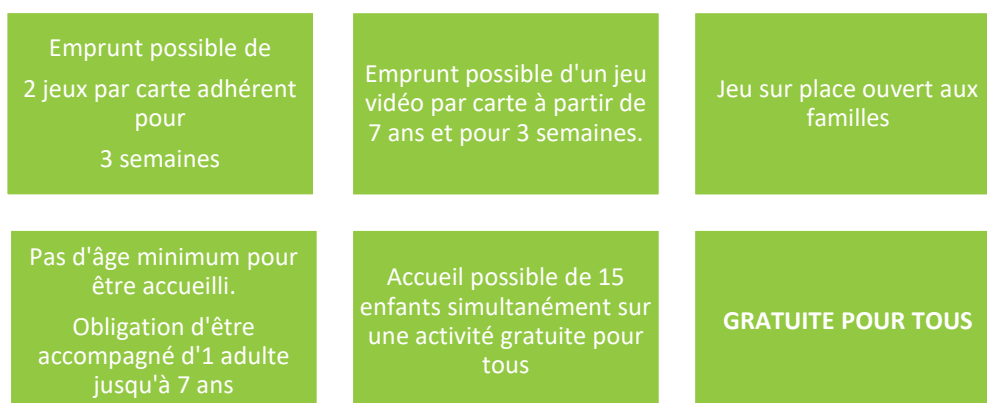 Emprunt possible de
2 jeux par carte adhérent
pour
3 semaines
Emprunt possible d'un jeu
vidéo par carte à partir de
7 ans et pour 3 semaines.
Jeu sur place ouvert aux
familles
Pas d'âge minimum pour
être accueilli.
Obligation d'être
accompagné d'1 adulte
jusqu'à 7 ans
Accueil possible de 15
enfants simultanément sur
une activité gratuite pour
tous
GRATUITE POUR TOUS